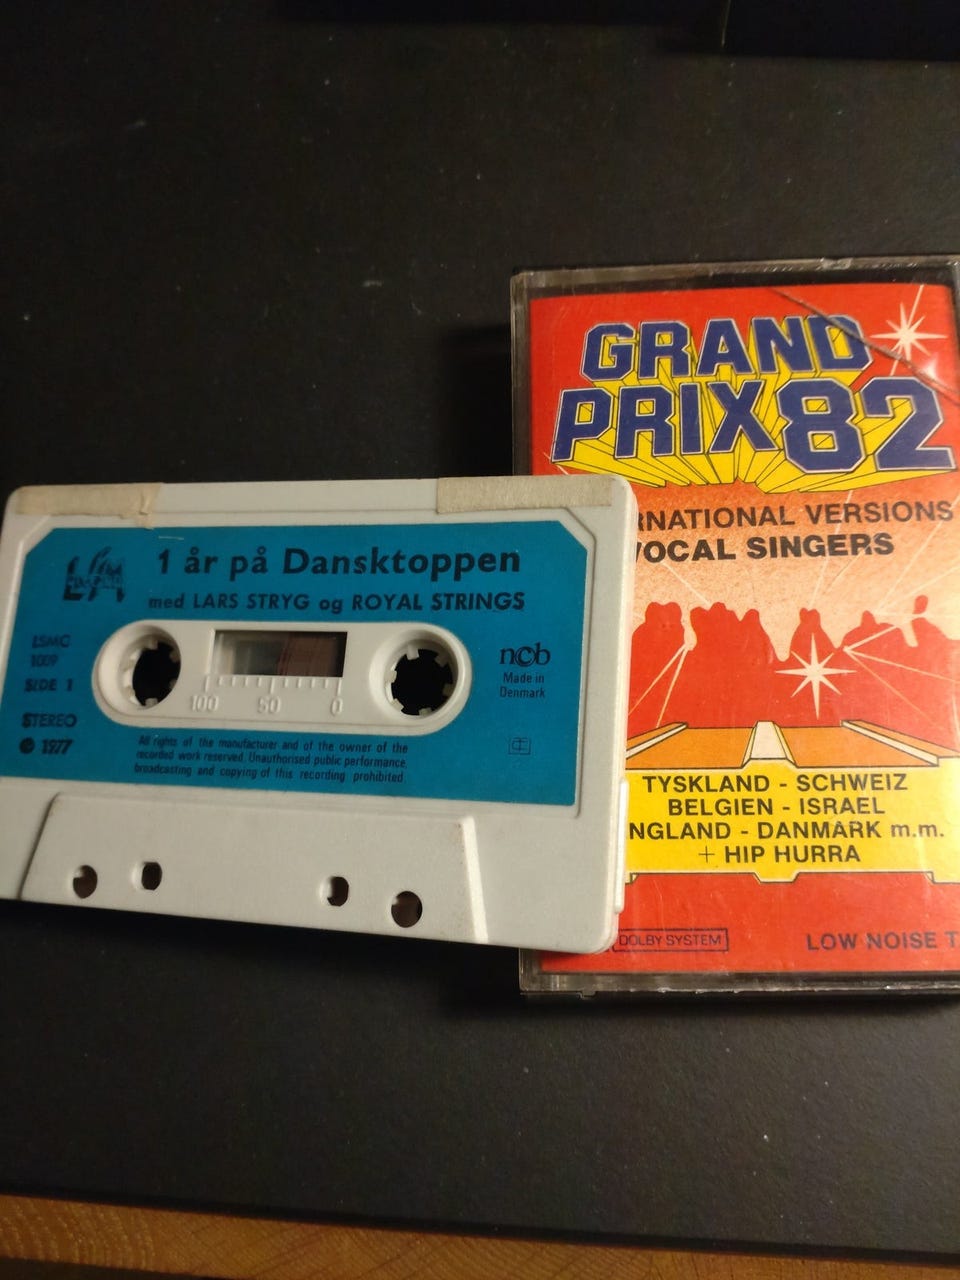 1 år på Dansktoppen
med LARS STRYG og ROYAL STRINGS
LSMC
1009
SIDE 1
STEREO
© 1977
100 50 0
ncb
Made in
Denmark
All rights of the manufacturer and of the owner of the
recorded work reserved. Unauthorised public performance,
broadcasting and copying of this recording prohibited
GRAND
PRIX 82
RNATIONAL VERSIONS
VOCAL SINGERS
TYSKLAND - SCHWEIZ
BELGIEN - ISRAEL
NGLAND - DANMARK m.m.
+ HIP HURRA
DOLBY SYSTEM
LOW NOISE